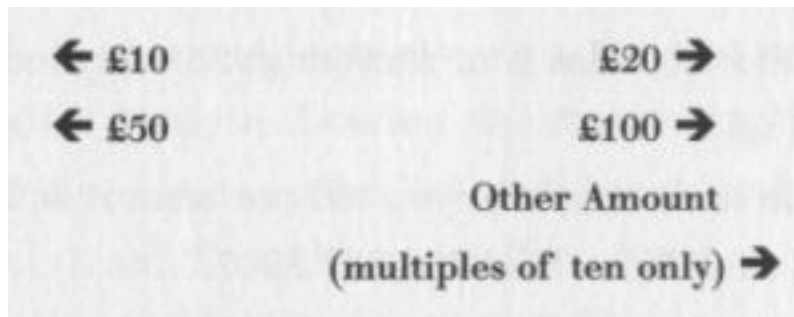 ← £10 £20 →
← £50 £100 →
Other Amount
(multiples of ten only) →